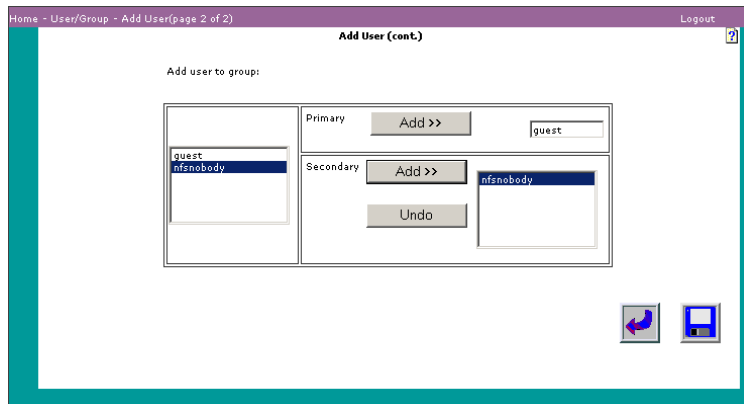 Home - User/Group - Add User(page 2 of 2)
Logout
Add User (cont.)
?
Add user to group:
Primary
Add >>
guest
guest
nfsnobody
Secondary
Add >>
nfsnobody
Undo